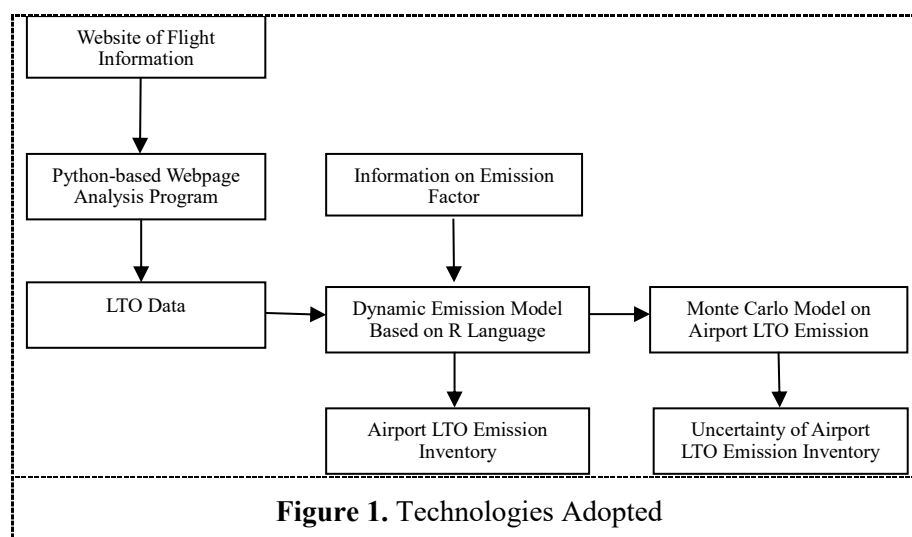 Website of Flight
Information
Python-based Webpage
Analysis Program
Information on Emission
Factor
LTO Data
Dynamic Emission Model
Based on R Language
Monte Carlo Model on
Airport LTO Emission
Airport LTO Emission
Inventory
Uncertainty of Airport
LTO Emission Inventory
Figure 1. Technologies Adopted